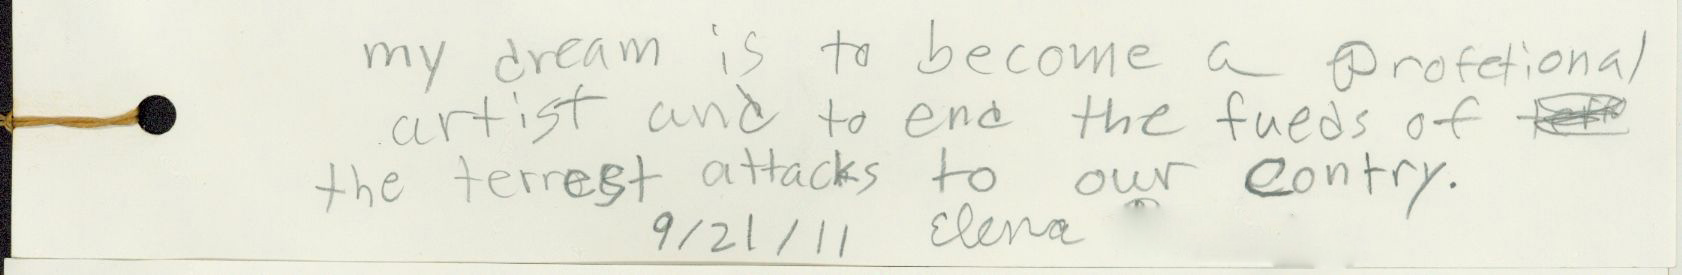 my dream is to become a profetional
artist and to end the fueds of
the terrest attacks to our contry.
9/21/11 Elena